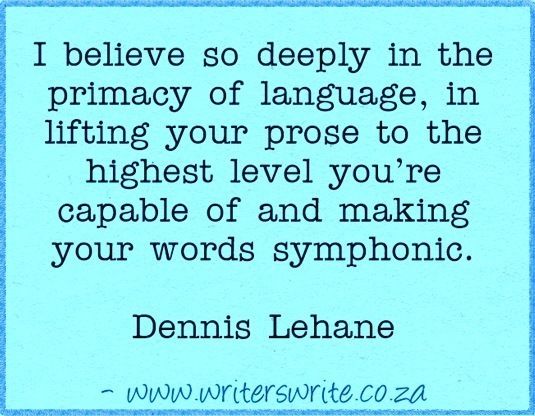 I believe so deeply in the
primacy of language, in
lifting your prose to the
highest level you’re
capable of and making
your words symphonic.
Dennis Lehane
- www.writerswrite.co.za